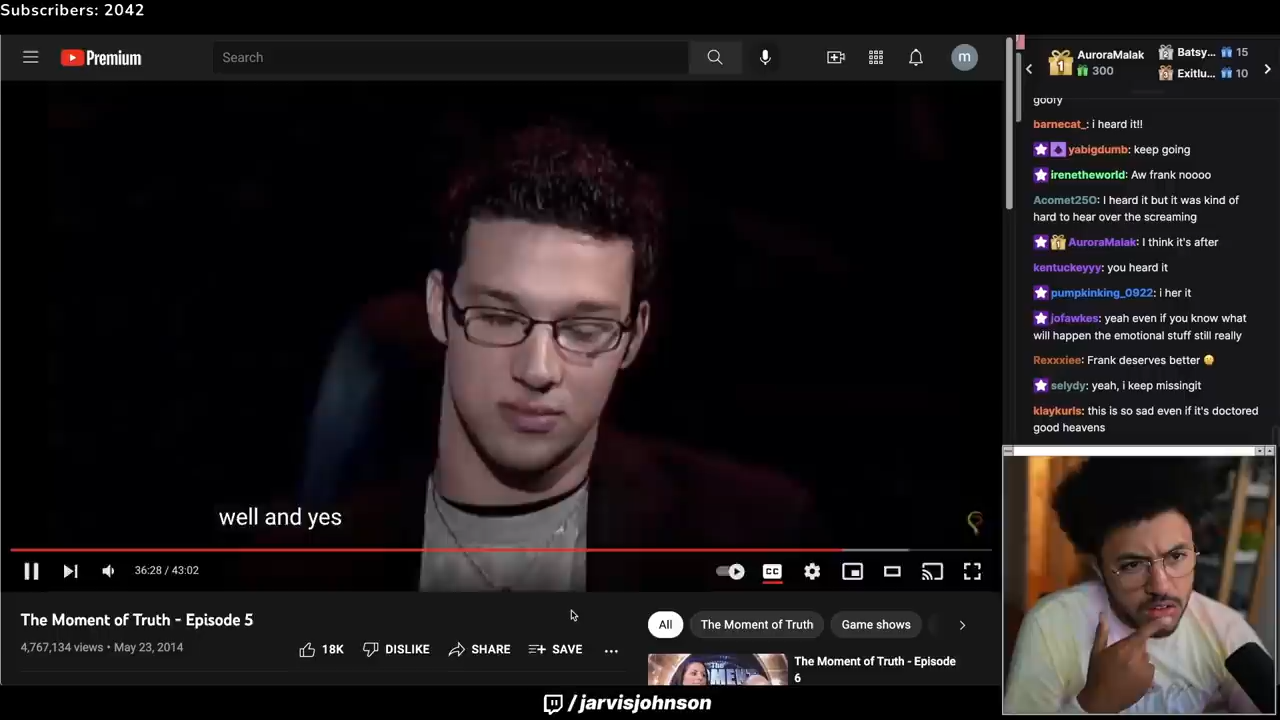 Subscribers: 2042
Premium
Search
m
AuroraMalak
300
Batsy... 15
Exitlu... 10
goofy
barnecat_: i heard it!!
yabigdumb: keep going
irenetheworld: Aw frank noooo
Acomet25O: I heard it but it was kind of
hard to hear over the screaming
AuroraMalak: I think it's after
kentuckeyyy: you heard it
pumpkinking_0922: i her it
jofawkes: yeah even if you know what
will happen the emotional stuff still really
Rexxxiee: Frank deserves better
selydy: yeah, i keep missingit
klaykurls: this is so sad even if it's doctored
good heavens
well and yes
36:28 / 43:02
CC
The Moment of Truth - Episode 5
4,767,134 views • May 23, 2014
18K
DISLIKE
SHARE
SAVE
All
The Moment of Truth
Game shows
The Moment of Truth - Episode
6
/jarvisjohnson